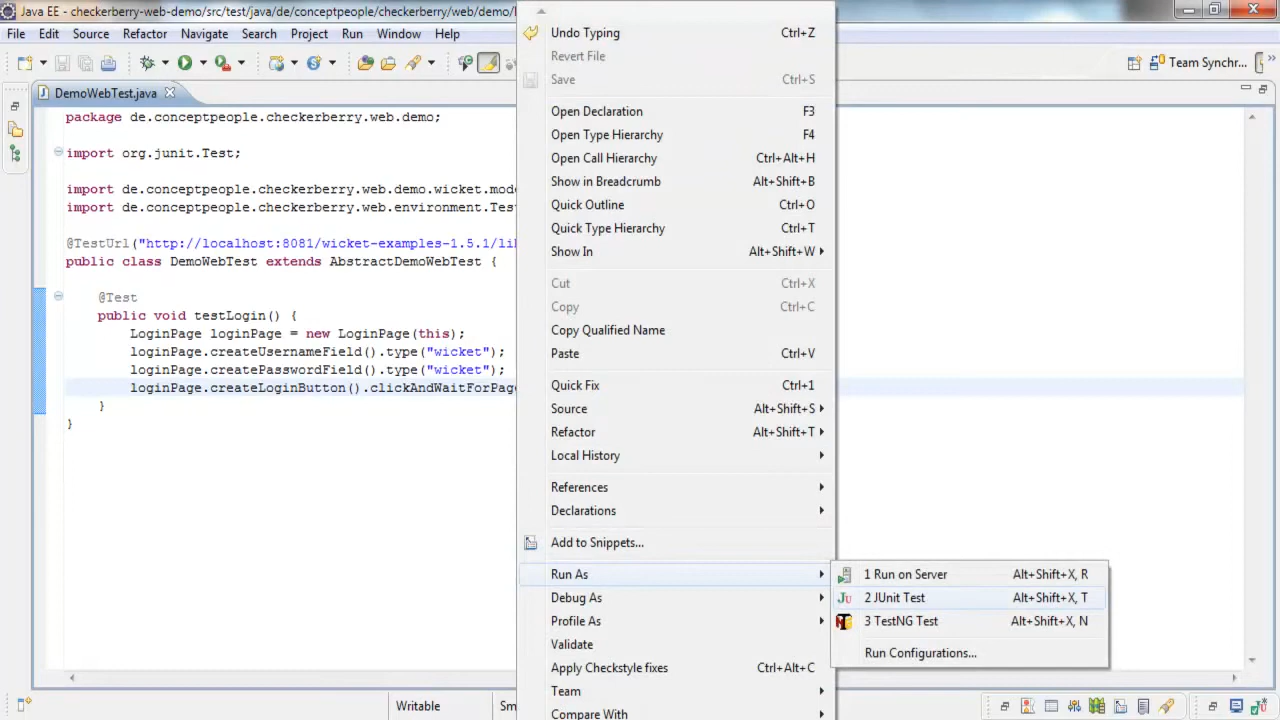 Java EE - checkerberry-web-demo/src/test/java/de/conceptpeople/checkerberry/web/demo/
File Edit Source Refactor Navigate Search Project Run Window Help
Team Synchr...
DemoWebTest.java
package de.conceptpeople.checkerberry.web.demo;
import org.junit.Test;
import de.conceptpeople.checkerberry.web.demo.wicket.mod
import de.conceptpeople.checkerberry.web.environment.Tes
@TestUrl("http://localhost:8081/wicket-examples-1.5.1/li
public class DemoWebTest extends AbstractDemoWebTest {
@Test
public void testLogin() {
LoginPage loginPage = new LoginPage(this);
loginPage.createUsernameField().type("wicket");
loginPage.createPasswordField().type("wicket");
loginPage.createLoginButton().clickAndWaitForPage
}
}
Undo Typing Ctrl+Z
Revert File
Save Ctrl+S
Open Declaration F3
Open Type Hierarchy F4
Open Call Hierarchy Ctrl+Alt+H
Show in Breadcrumb Alt+Shift+B
Quick Outline Ctrl+O
Quick Type Hierarchy Ctrl+T
Show In Alt+Shift+W
Cut Ctrl+X
Copy Ctrl+C
Copy Qualified Name
Paste Ctrl+V
Quick Fix Ctrl+1
Source Alt+Shift+S
Refactor Alt+Shift+T
Local History
References
Declarations
Add to Snippets...
Run As
Debug As
Profile As
Validate
Apply Checkstyle fixes Ctrl+Alt+C
Team
Compare With
1 Run on Server Alt+Shift+X, R
2 JUnit Test Alt+Shift+X, T
3 TestNG Test Alt+Shift+X, N
Run Configurations...
Writable
Sm